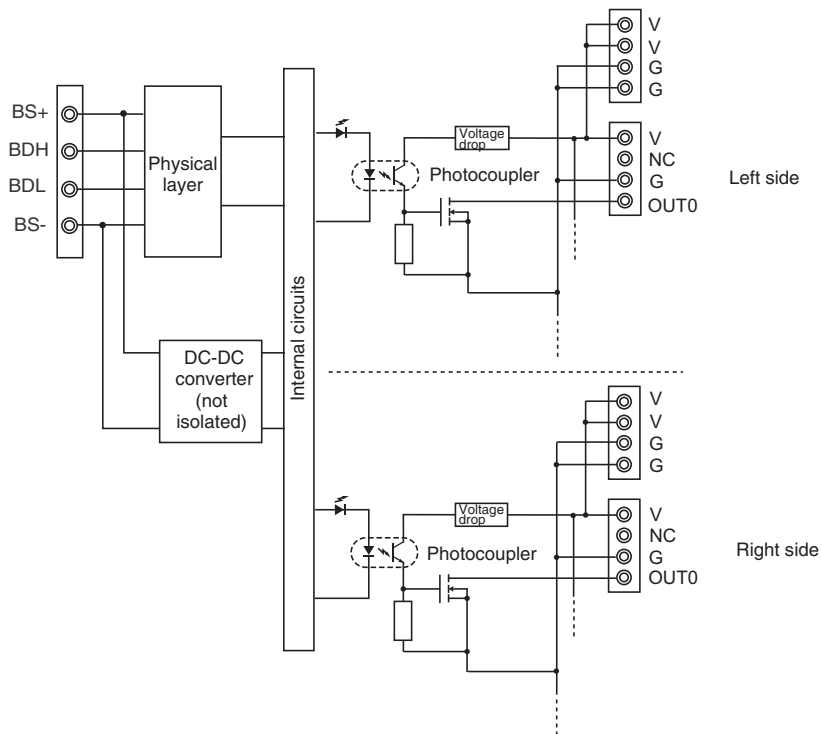 BS+
BDH
BDL
BS-
Physical
layer
DC-DC
converter
(not
isolated)
Internal circuits
Voltage
drop
Photocoupler
V
V
G
G
V
NC
G
OUT0
Left side
Voltage
drop
Photocoupler
V
V
G
G
V
NC
G
OUT0
Right side